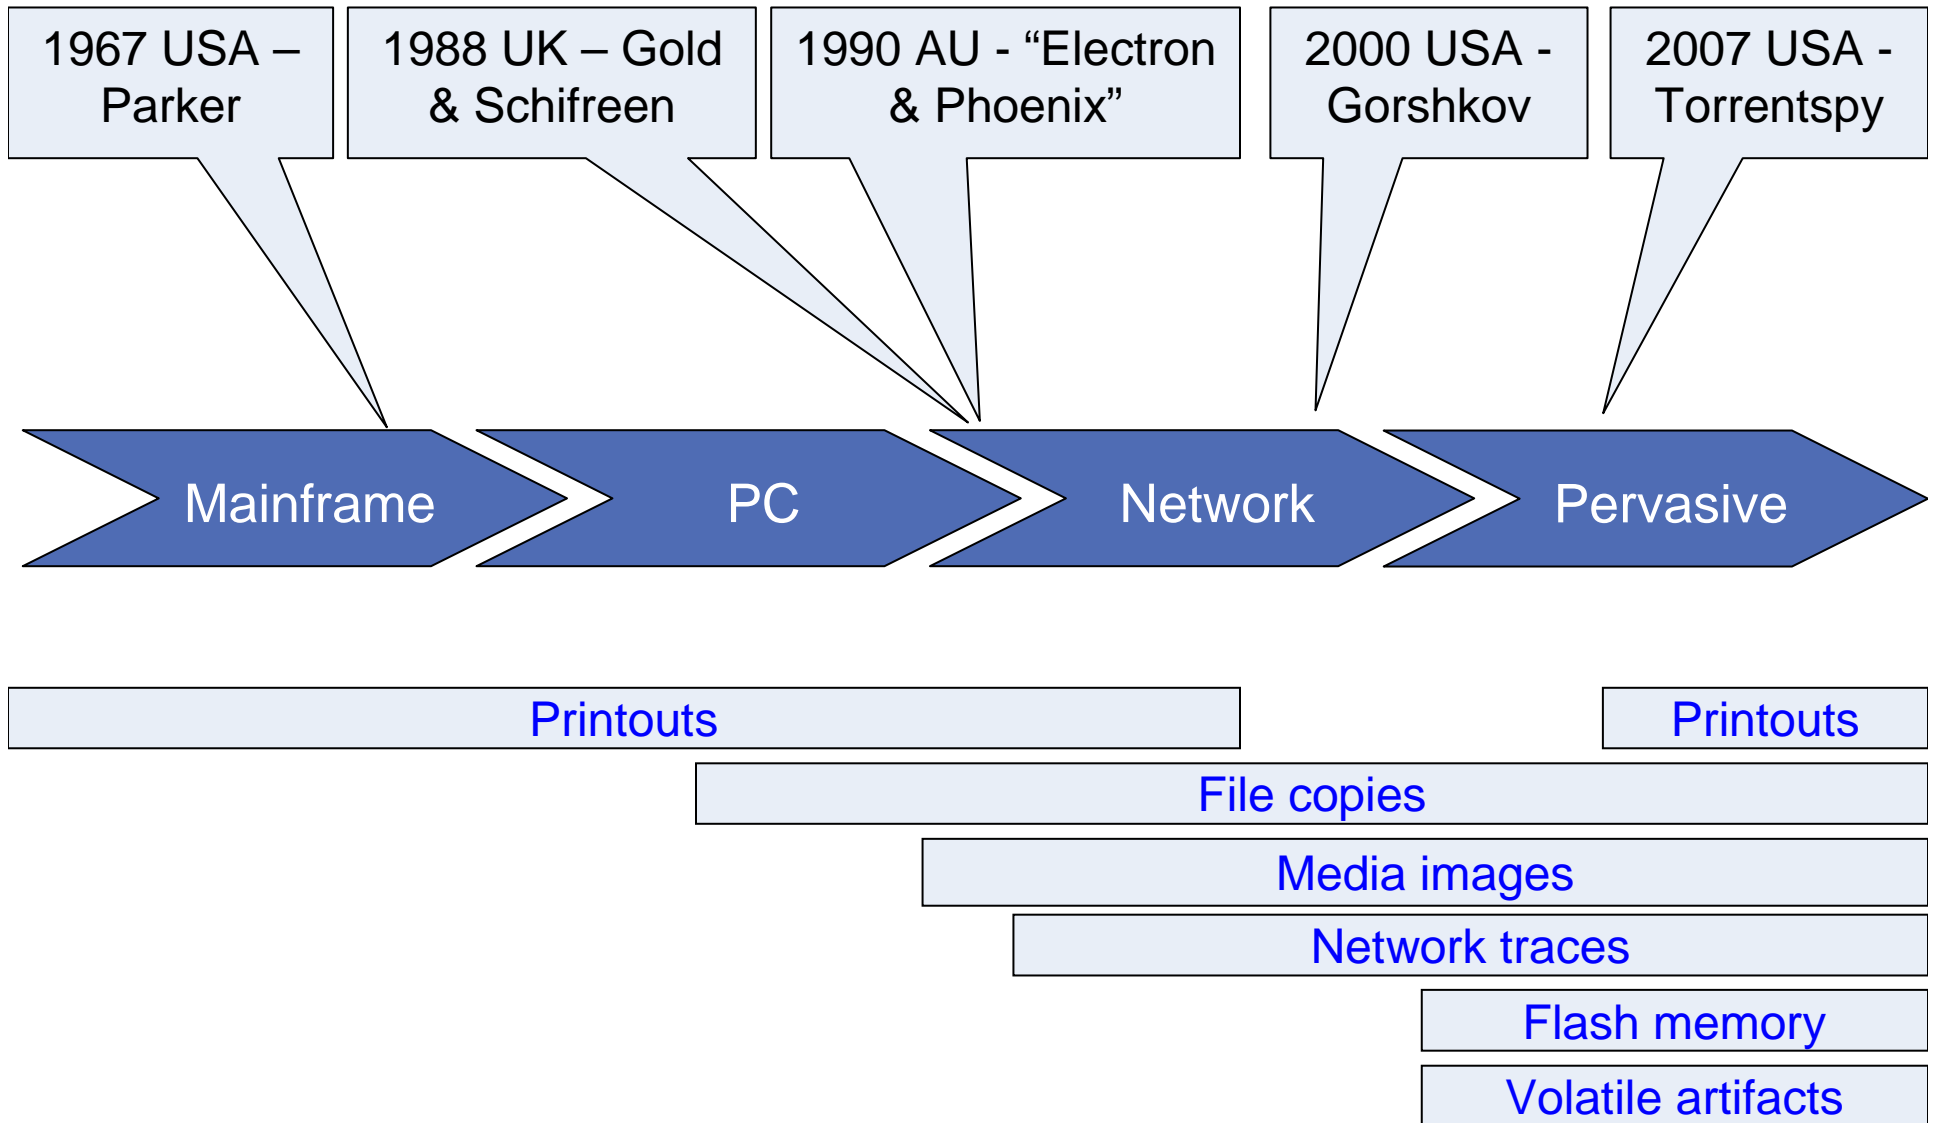 1967 USA –
Parker
1988 UK – Gold
& Schifreen
1990 AU - “Electron
& Phoenix”
2000 USA -
Gorshkov
2007 USA -
Torrentspy
Mainframe
PC
Network
Pervasive
Printouts
Printouts
File copies
Media images
Network traces
Flash memory
Volatile artifacts